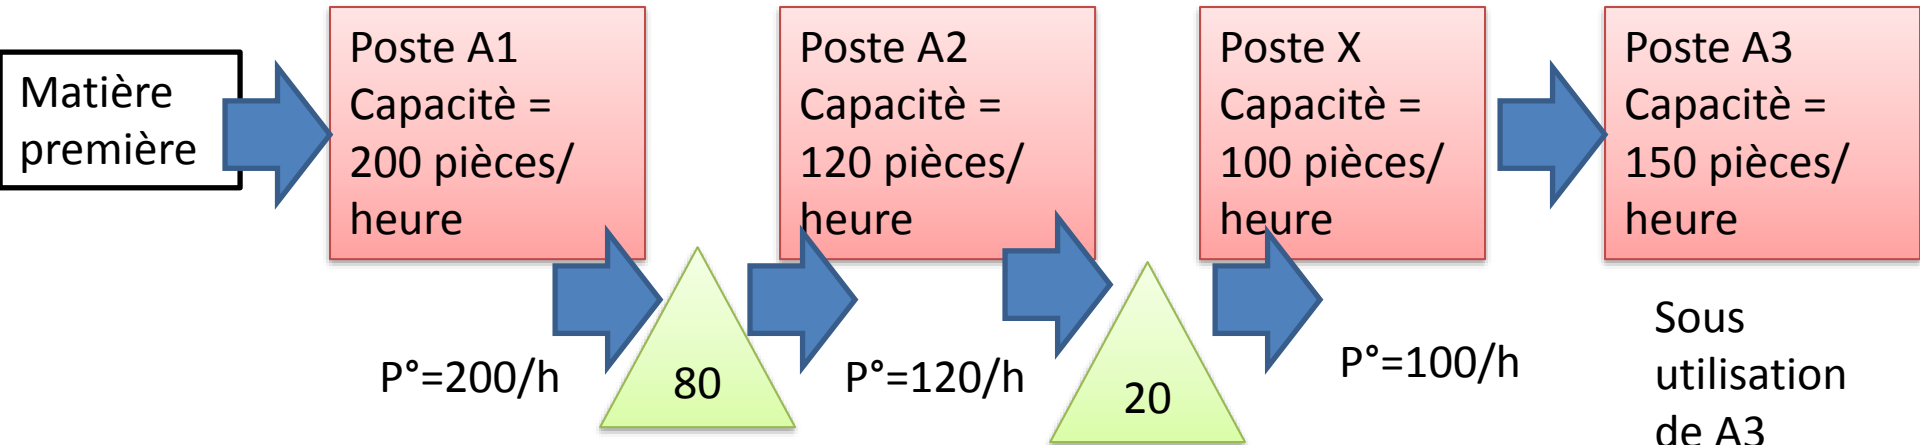 Matière
première
Poste A1
Capacitè =
200 pièces/
heure
Poste A2
Capacitè =
120 pièces/
heure
Poste X
Capacitè =
100 pièces/
heure
Poste A3
Capacitè =
150 pièces/
heure
P°=200/h
80
P°=120/h
20
P°=100/h
Sous
utilisation
de A3